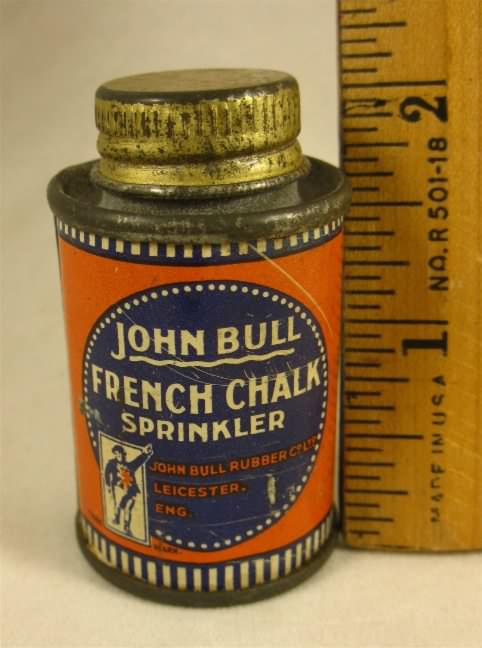 JOHN BULL
FRENCH CHALK
SPRINKLER
JOHN BULL RUBBER CO LTD
LEICESTER.
ENG.
MARK.
2
NO. R 501-18
1
MADE IN U S A